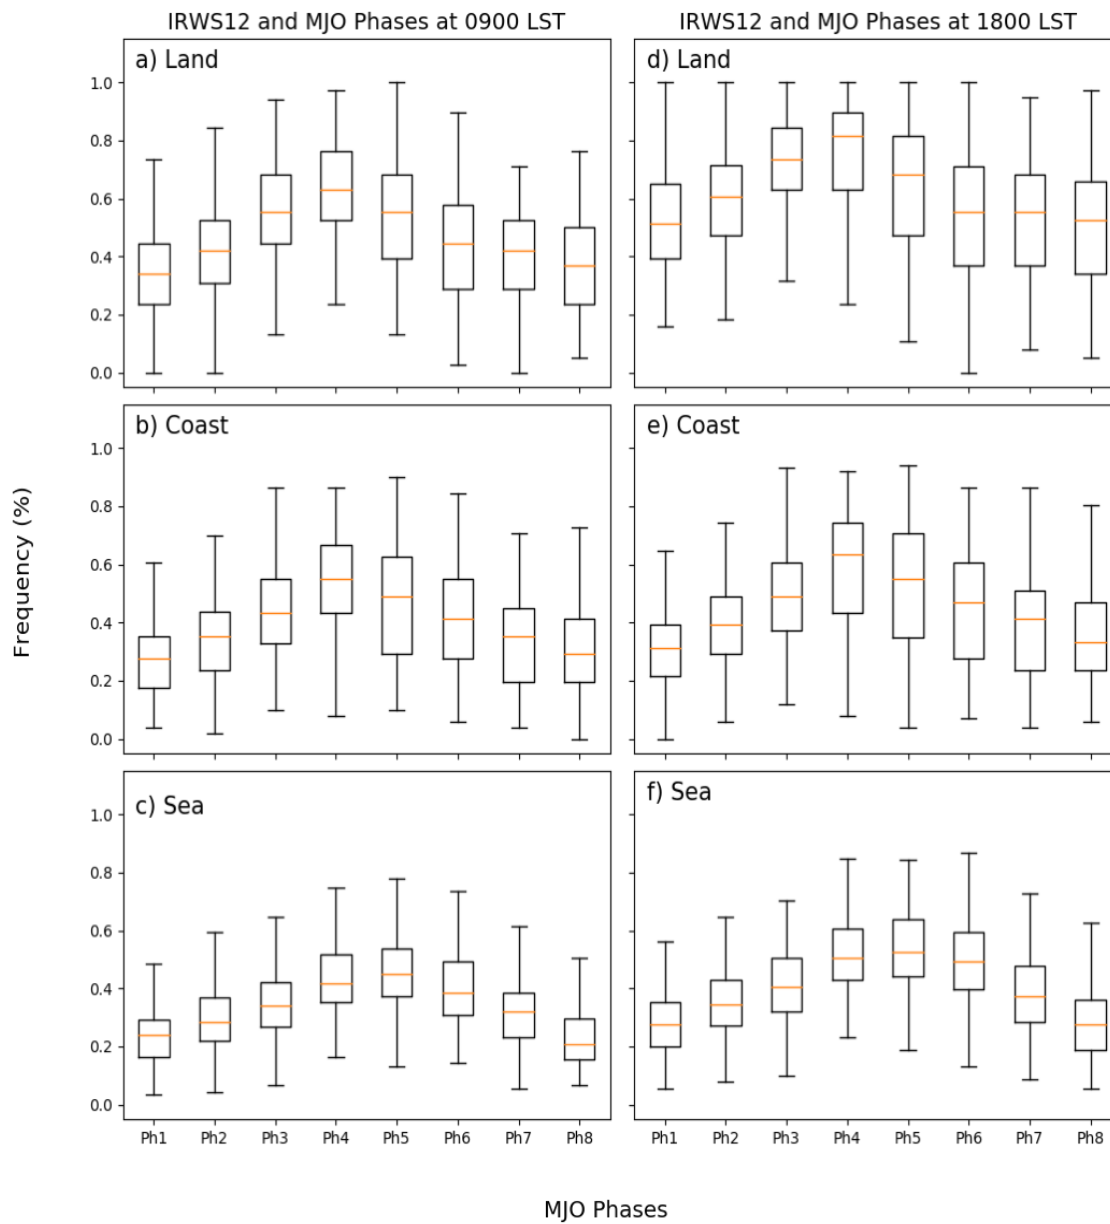 IRWS12 and MJO Phases at 0900 LST
IRWS12 and MJO Phases at 1800 LST
a) Land
1.0
0.8
0.6
0.4
0.2
0.0
d) Land
b) Coast
1.0
0.8
0.6
0.4
0.2
0.0
e) Coast
c) Sea
1.0
0.8
0.6
0.4
0.2
0.0
f) Sea
Frequency (%)
Ph1 Ph2 Ph3 Ph4 Ph5 Ph6 Ph7 Ph8
Ph1 Ph2 Ph3 Ph4 Ph5 Ph6 Ph7 Ph8
MJO Phases